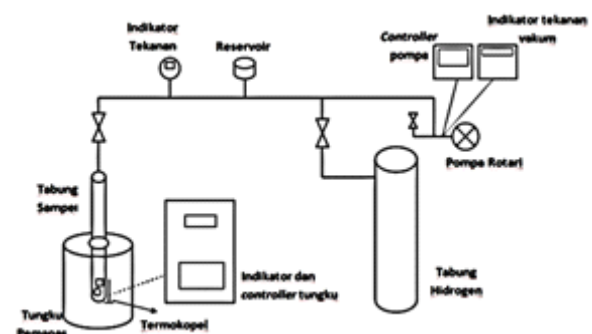 Indikator
Tekanan
Reservoir
Controller
pompa
Indikator tekanan
vakum
Pompa Rotari
Tabung
Sampel
Tabung
Hidrogen
Indikator dan
controller tungku
Termokopel
Tungku
Pemanas